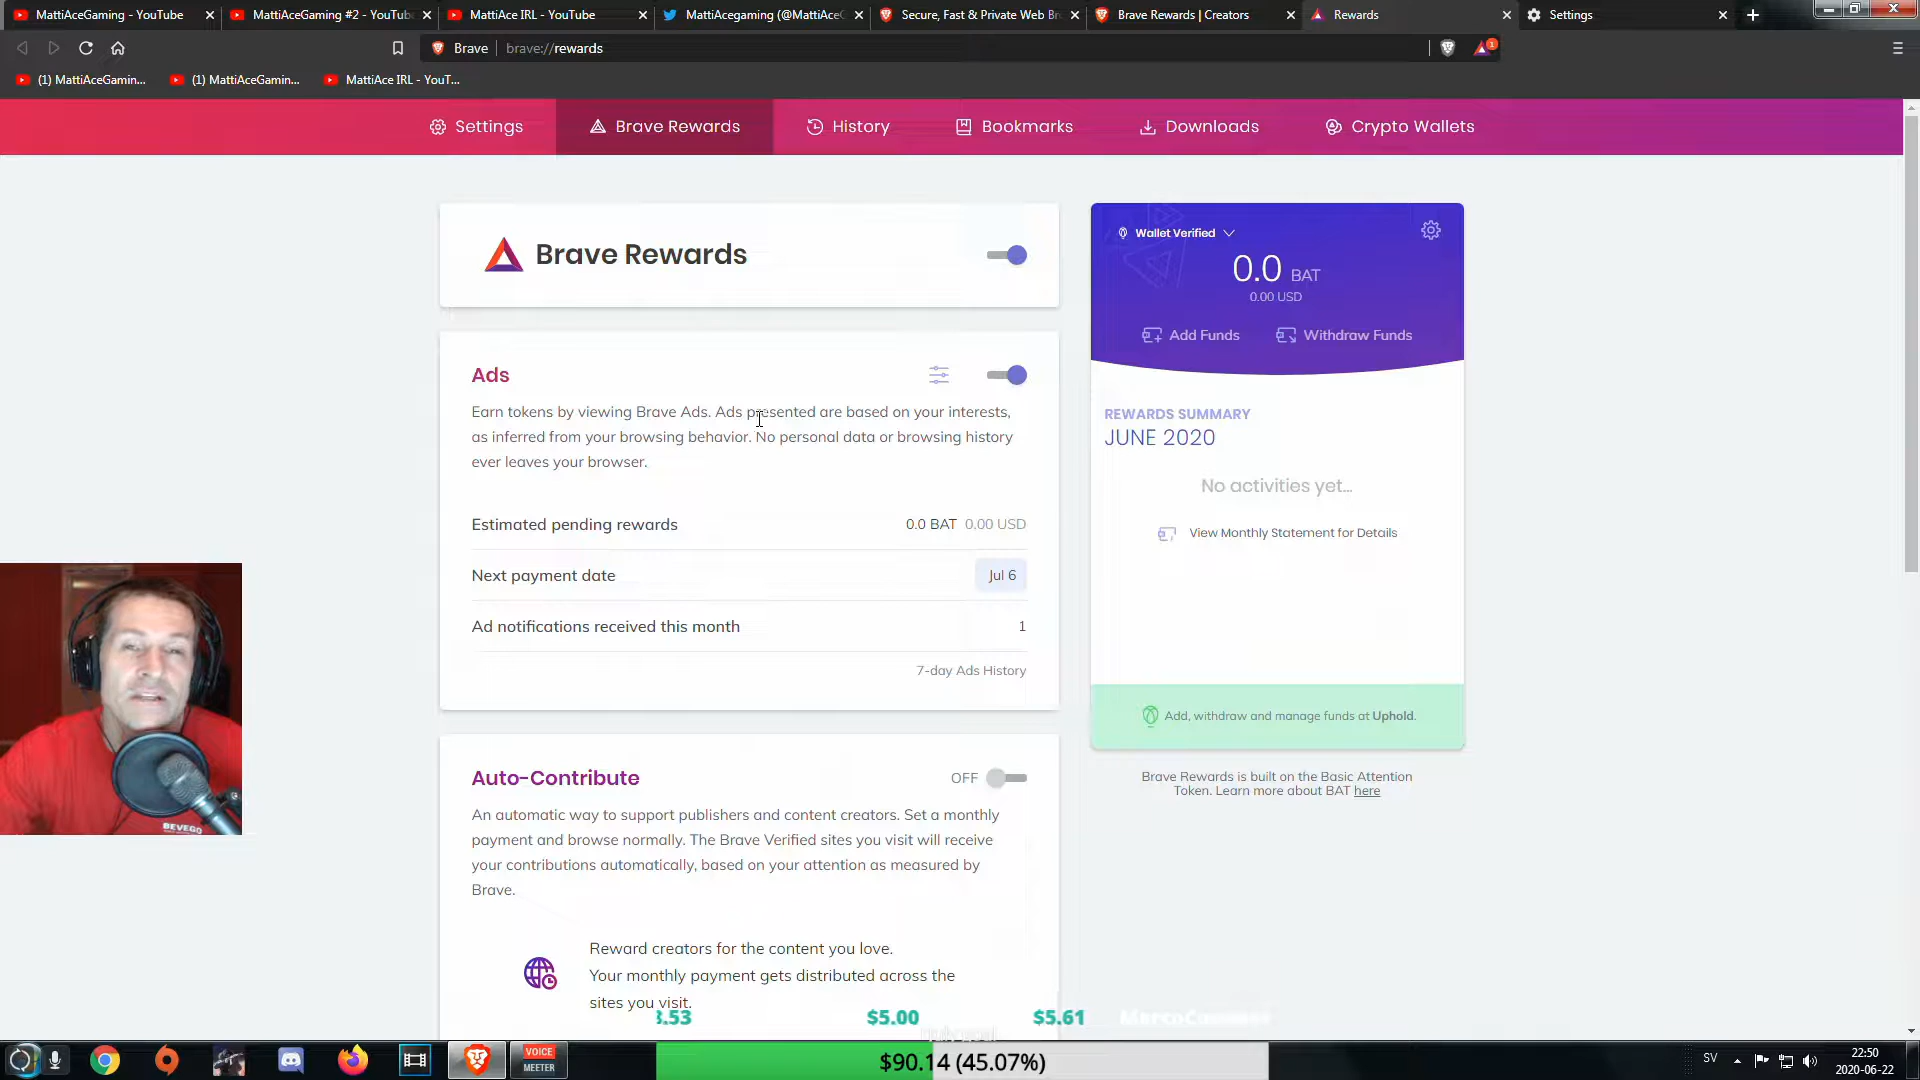 MattiAceGaming - YouTube
MattiAceGaming #2 - YouTub
MattiAce IRL - YouTube
MattiAcegaming (@MattiAceG
Secure, Fast & Private Web Br
Brave Rewards | Creators
Rewards
Settings
Brave
brave://rewards
1
(1) MattiAceGamin...
(1) MattiAceGamin...
MattiAce IRL - YouT...
Settings
Brave Rewards
History
Bookmarks
Downloads
Crypto Wallets
Brave Rewards
Ads
Earn tokens by viewing Brave Ads. Ads presented are based on your interests,
as inferred from your browsing behavior. No personal data or browsing history
ever leaves your browser.
Estimated pending rewards 0.0 BAT 0.00 USD
Next payment date Jul 6
Ad notifications received this month 1
7-day Ads History
Auto-Contribute OFF
An automatic way to support publishers and content creators. Set a monthly
payment and browse normally. The Brave Verified sites you visit will receive
your contributions automatically, based on your attention as measured by
Brave.
Reward creators for the content you love.
Your monthly payment gets distributed across the
sites you visit.
Wallet Verified
0.0 BAT
0.00 USD
Add Funds
Withdraw Funds
REWARDS SUMMARY
JUNE 2020
No activities yet...
View Monthly Statement for Details
Add, withdraw and manage funds at Uphold.
Brave Rewards is built on the Basic Attention
Token. Learn more about BAT here
BEVEGO
.53 $5.00 $5.61
$90.14 (45.07%)
VOICE
MEETER
SV
22:50
2020-06-22